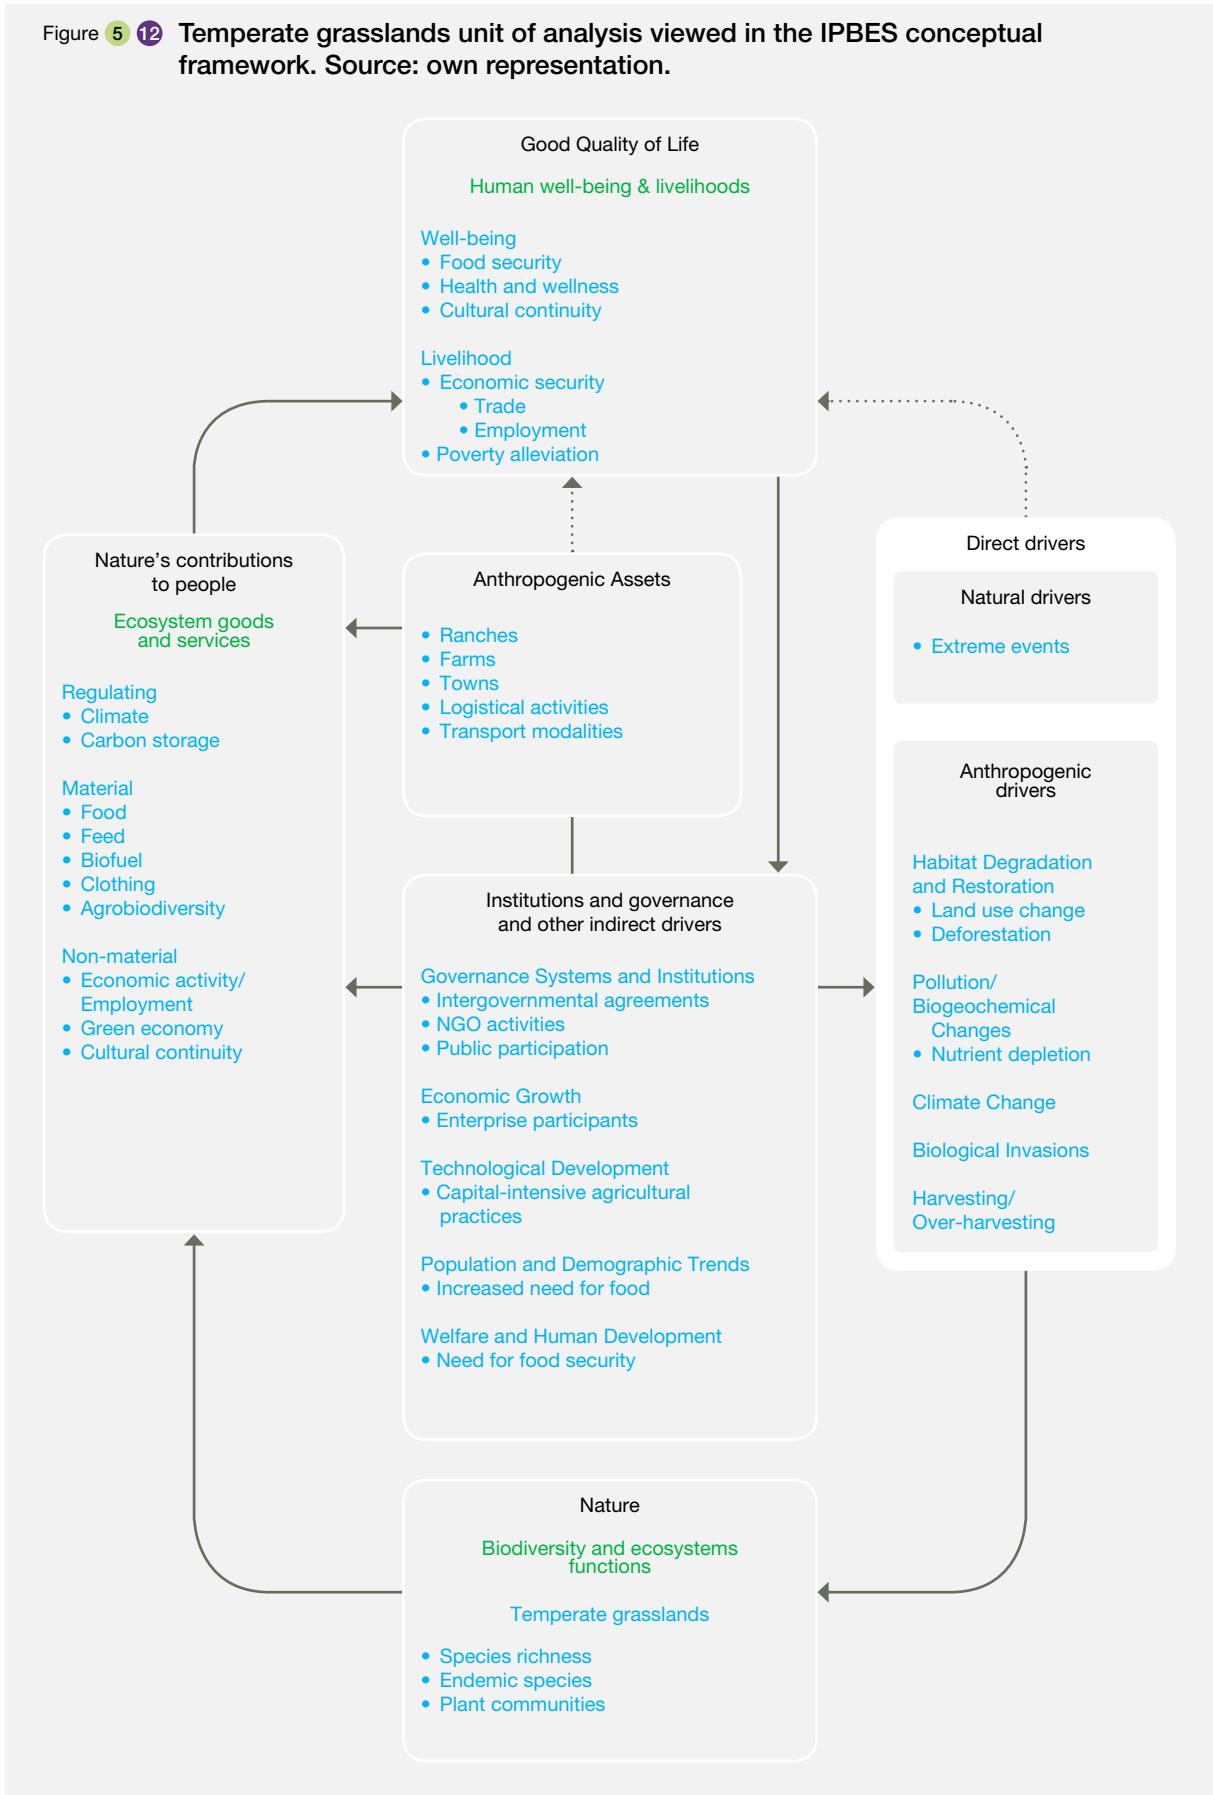 Figure 5 12 Temperate grasslands unit of analysis viewed in the IPBES conceptual
framework. Source: own representation.
Good Quality of Life
Human well-being & livelihoods
Well-being
• Food security
• Health and wellness
• Cultural continuity
Livelihood
• Economic security
• Trade
• Employment
• Poverty alleviation
Nature's contributions
to people
Ecosystem goods
and services
Regulating
• Climate
• Carbon storage
Material
• Food
• Feed
• Biofuel
• Clothing
• Agrobiodiversity
Non-material
• Economic activity/
Employment
• Green economy
• Cultural continuity
Anthropogenic Assets
• Ranches
• Farms
• Towns
• Logistical activities
• Transport modalities
Institutions and governance
and other indirect drivers
Governance Systems and Institutions
• Intergovernmental agreements
• NGO activities
• Public participation
Economic Growth
• Enterprise participants
Technological Development
• Capital-intensive agricultural
practices
Population and Demographic Trends
• Increased need for food
Welfare and Human Development
• Need for food security
Direct drivers
Natural drivers
• Extreme events
Anthropogenic
drivers
Habitat Degradation
and Restoration
• Land use change
• Deforestation
Pollution/
Biogeochemical
Changes
• Nutrient depletion
Climate Change
Biological Invasions
Harvesting/
Over-harvesting
Nature
Biodiversity and ecosystems
functions
Temperate grasslands
• Species richness
• Endemic species
• Plant communities